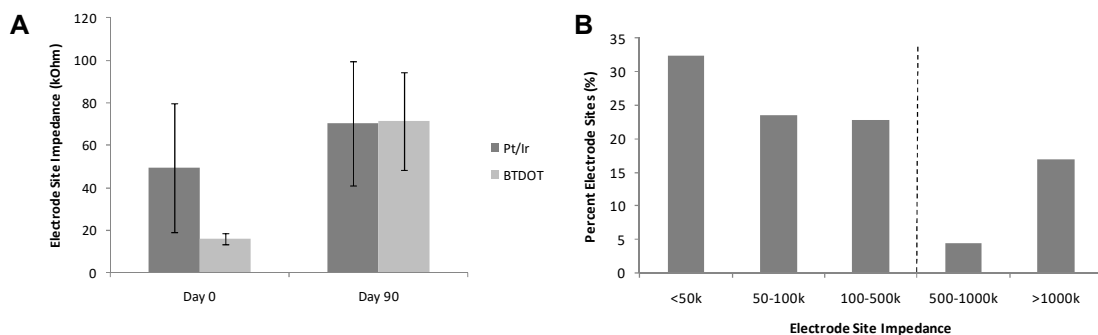 A
Electrode Site Impedance (kOhm)
120
100
80
60
40
20
0
Day 0
Day 90
Pt/Ir
BTDOT
B
Percent Electrode Sites (%)
35
30
25
20
15
10
5
0
<50k
50-100k
100-500k
500-1000k
>1000k
Electrode Site Impedance